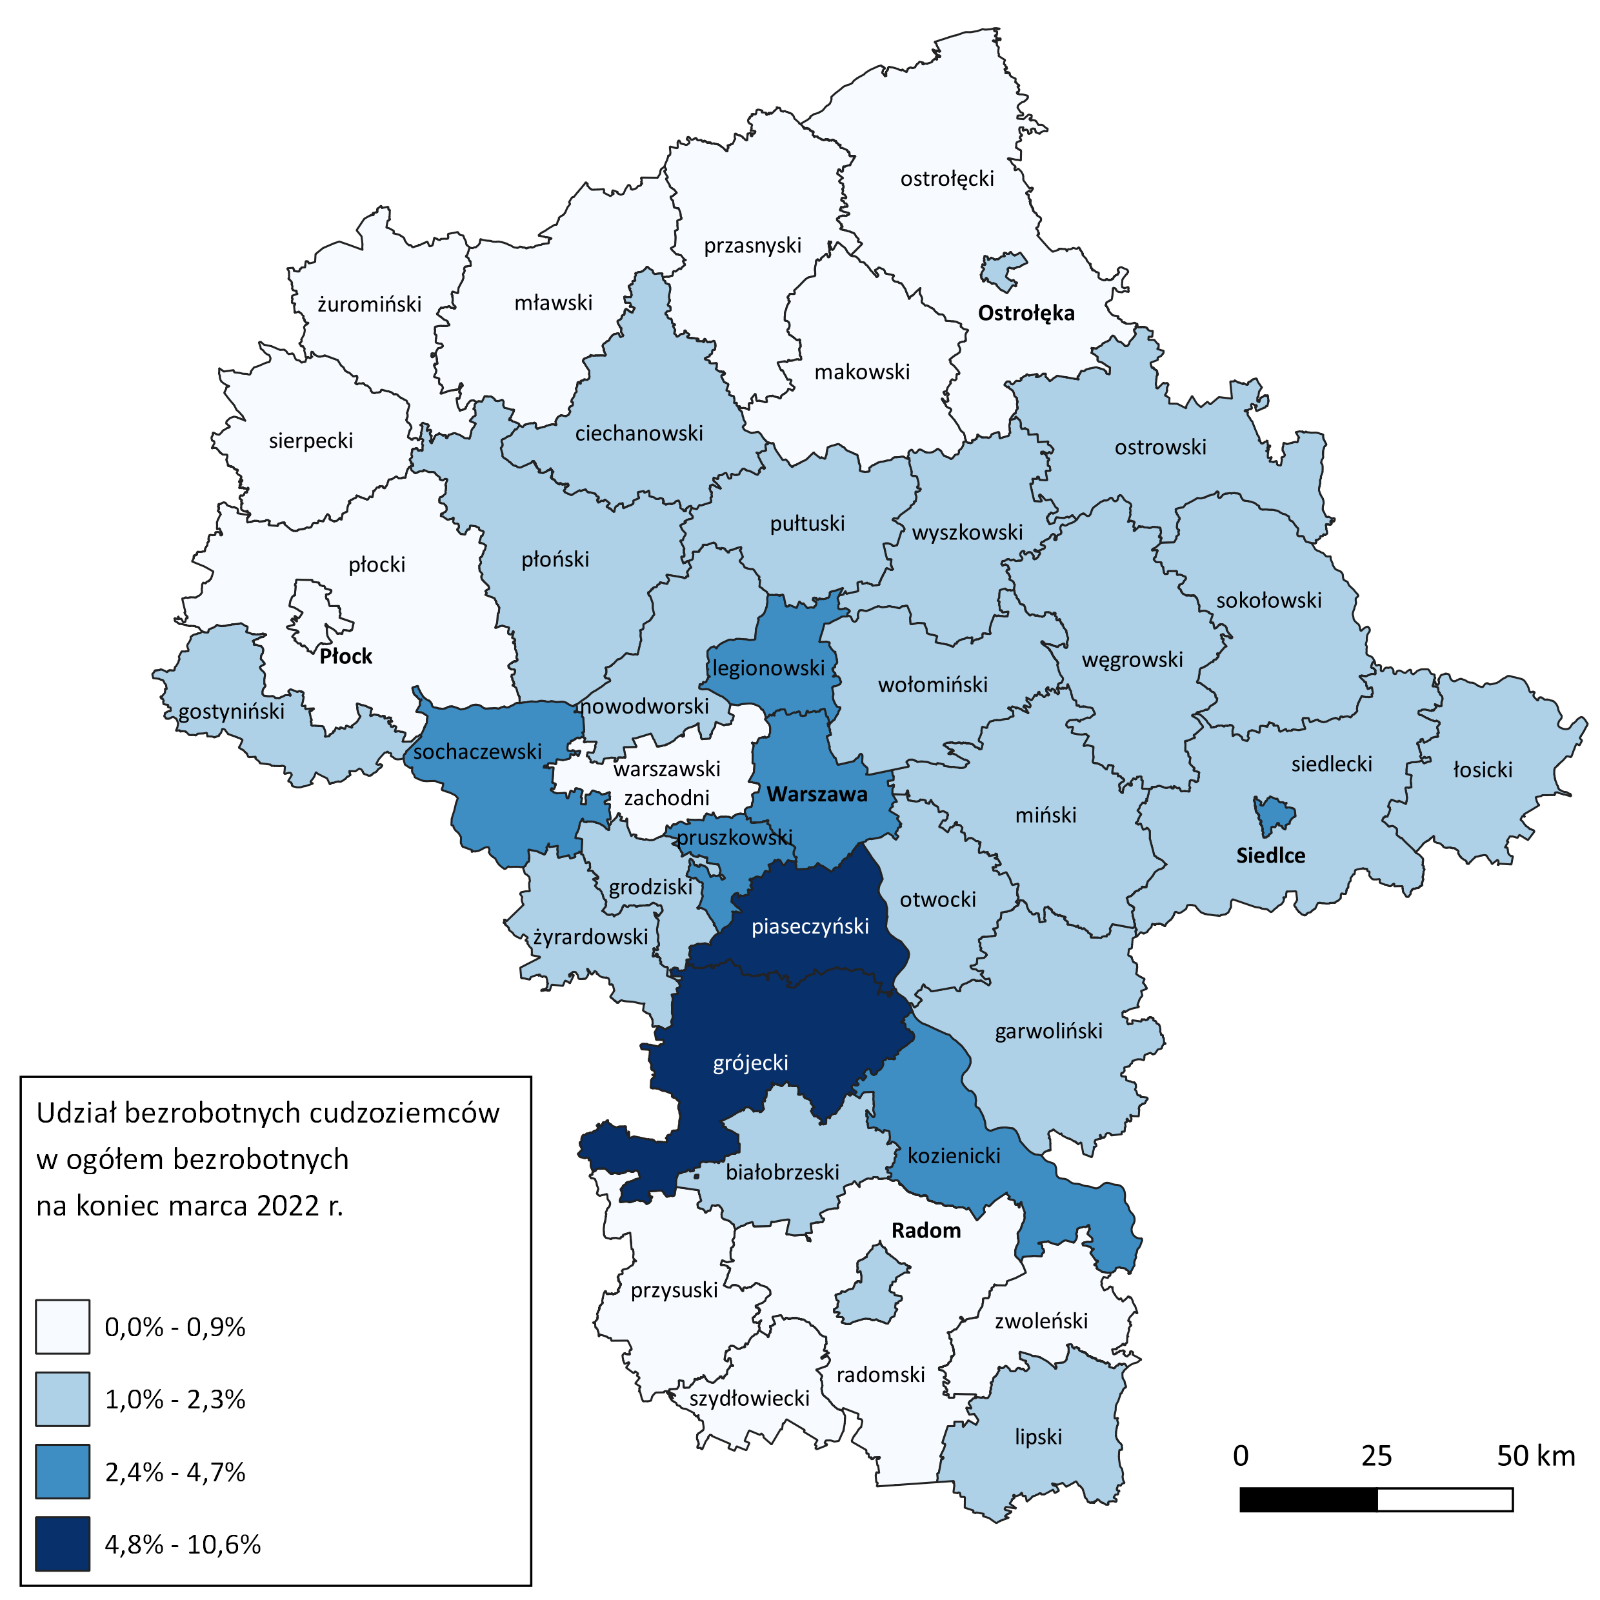 ostrołęcki
przasnyski
żuromiński
mławski
Ostrołęka
makowski
sierpecki
ciechanowski
ostrowski
pułtuski
wyszkowski
płocki
płoński
sokołowski
Płock
węgrowski
legionowski
wołomiński
gostyniński
nowodworski
sochaczewski
warszawski
zachodni
siedlecki
łosicki
Warszawa
miński
pruszkowski
Siedlce
grodziski
otwocki
piaseczyński
żyrardowski
garwoliński
grójecki
kozienicki
białobrzeski
Radom
przysuski
zwoleński
radomski
szydłowiecki
lipski
Udział bezrobotnych cudzoziemców
w ogółem bezrobotnych
na koniec marca 2022 r.
0,0% - 0,9%
1,0% - 2,3%
2,4% - 4,7%
4,8% - 10,6%
0 25 50 km